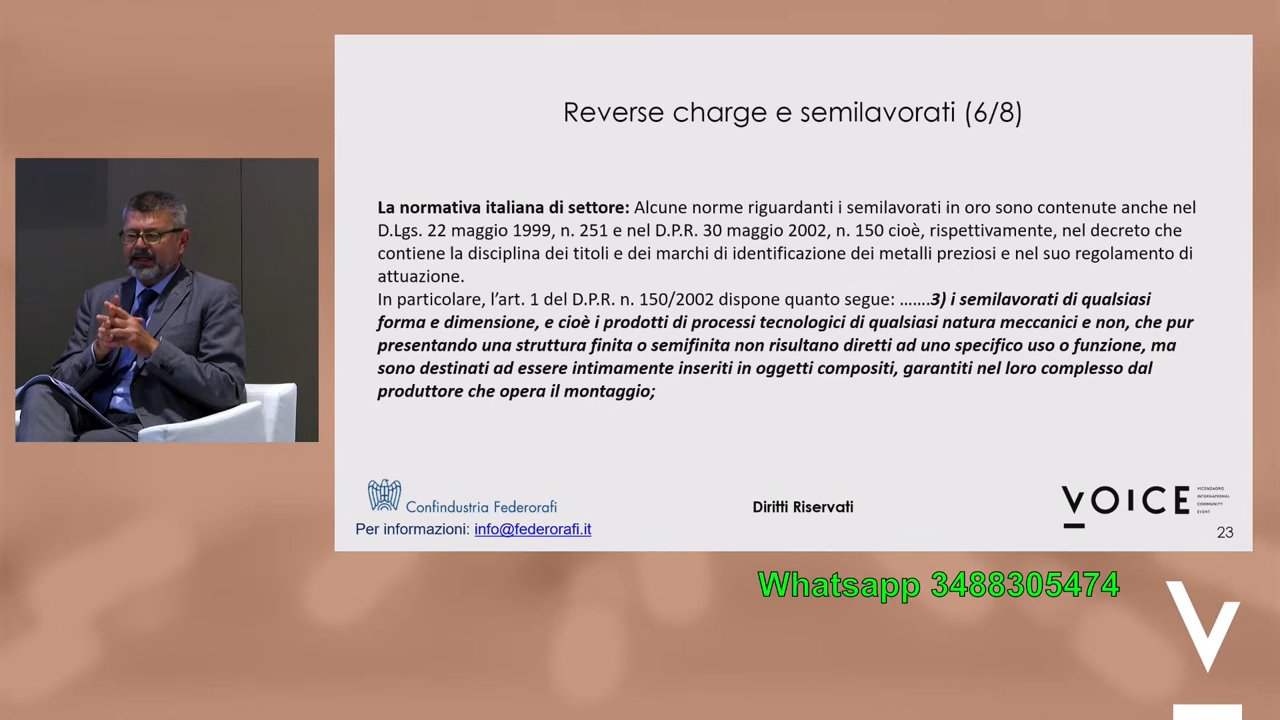 Reverse charge e semilavorati (6/8)
La normativa italiana di settore: Alcune norme riguardanti i semilavorati in oro sono contenute anche nel
D.Lgs. 22 maggio 1999, n. 251 e nel D.P.R. 30 maggio 2002, n. 150 cioè, rispettivamente, nel decreto che
contiene la disciplina dei titoli e dei marchi di identificazione dei metalli preziosi e nel suo regolamento di
attuazione.
In particolare, l’art. 1 del D.P.R. n. 150/2002 dispone quanto segue: …….3) i semilavorati di qualsiasi
forma e dimensione, e cioè i prodotti di processi tecnologici di qualsiasi natura meccanici e non, che pur
presentando una struttura finita o semifinita non risultano diretti ad uno specifico uso o funzione, ma
sono destinati ad essere intimamente inseriti in oggetti compositi, garantiti nel loro complesso dal
produttore che opera il montaggio;
Confindustria Federorafi
Per informazioni: info@federorafi.it
Diritti Riservati
VOICE
VICENZAORO
INTERNATIONAL
COMMUNITY
EVENT
23
Whatsapp 3488305474
V